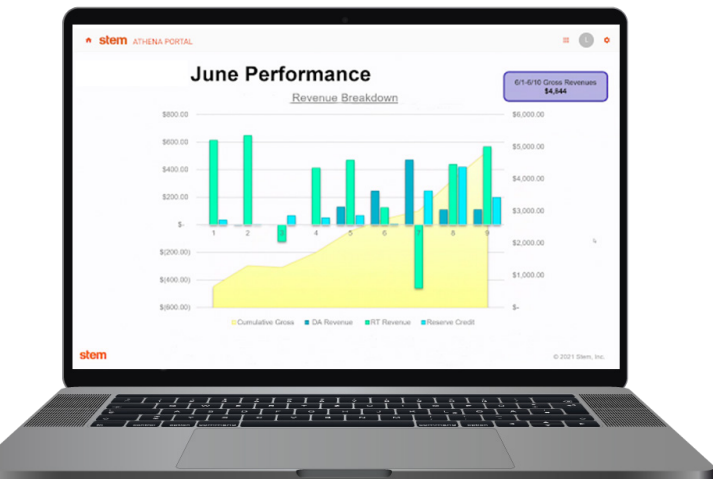 stem ATHENA PORTAL
L
June Performance
6/1-6/10 Gross Revenues
$4,844
Revenue Breakdown
$800.00
$600.00
$400.00
$200.00
$-
$(200.00)
$(400.00)
$(600.00)
$6,000.00
$5,000.00
$4,000.00
$3,000.00
$2,000.00
$1,000.00
$-
1 2 3 4 5 6 7 8 9
Cumulative Gross DA Revenue RT Revenue Reserve Credit
stem
© 2021 Stem, Inc.